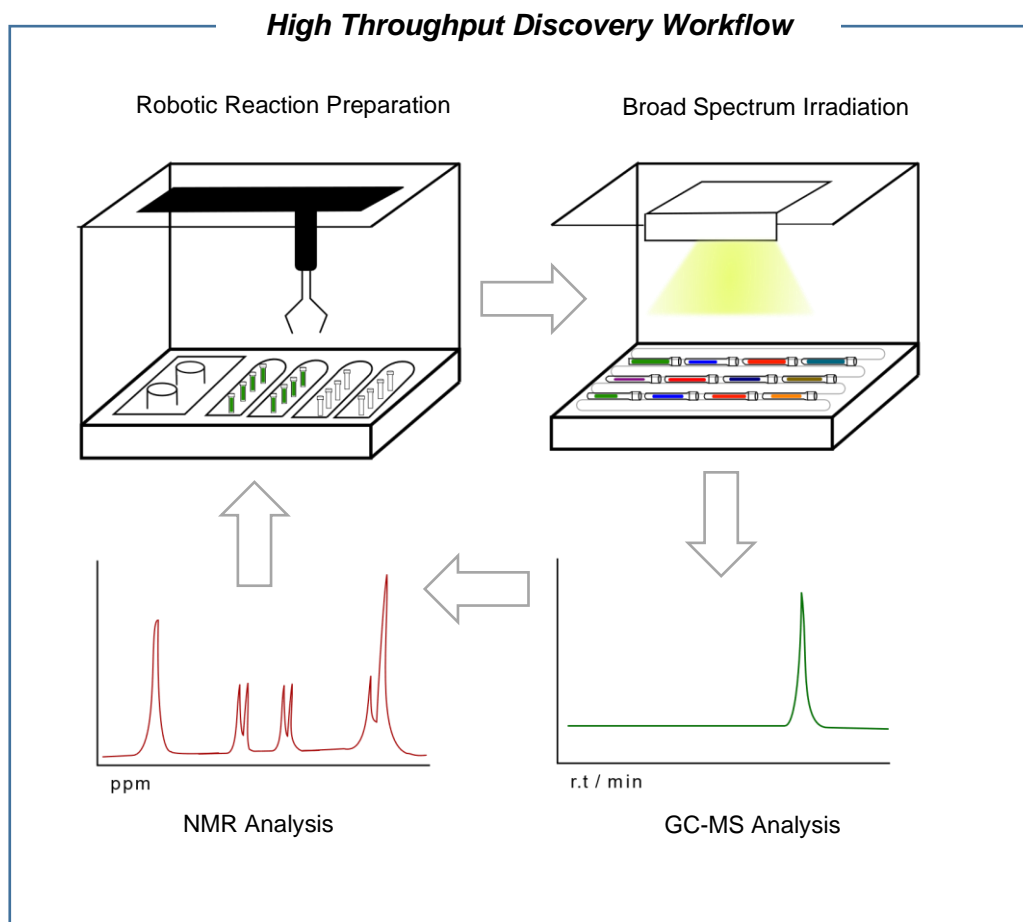 High Throughput Discovery Workflow
Robotic Reaction Preparation
Broad Spectrum Irradiation
ppm
r.t / min
NMR Analysis
GC-MS Analysis